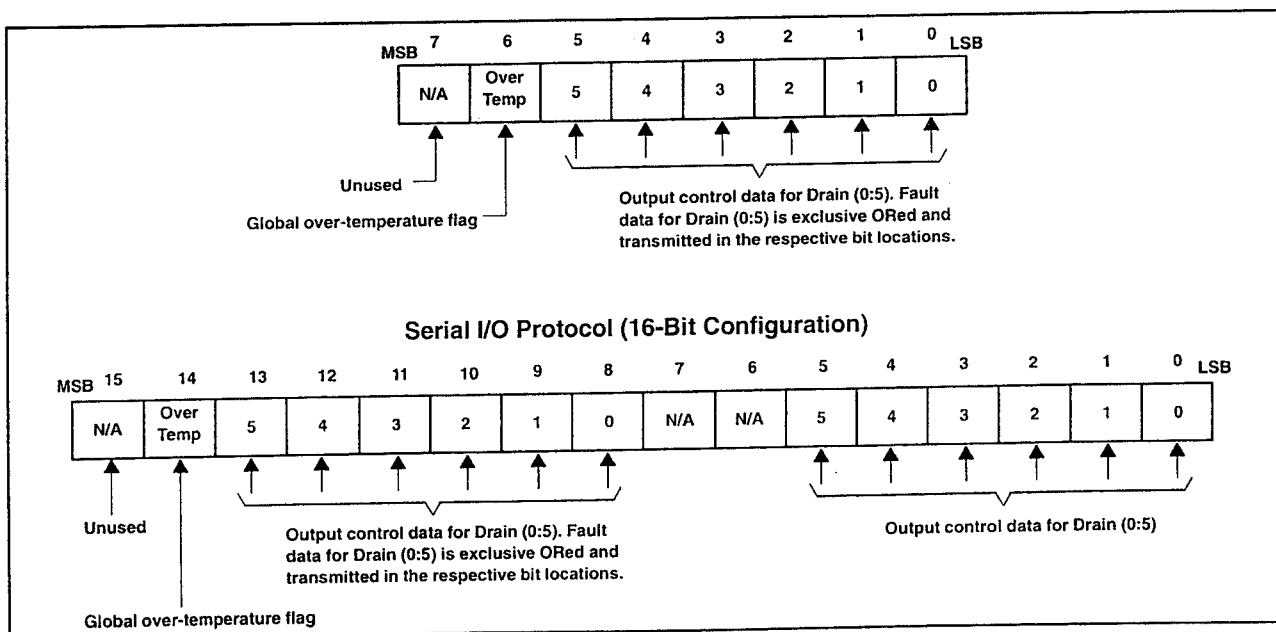 MSB 7 6 5 4 3 2 1 0 LSB
N/A Over Temp 5 4 3 2 1 0
Unused
Global over-temperature flag
Output control data for Drain (0:5). Fault
data for Drain (0:5) is exclusive ORed and
transmitted in the respective bit locations.
Serial I/O Protocol (16-Bit Configuration)
MSB 15 14 13 12 11 10 9 8 7 6 5 4 3 2 1 0 LSB
N/A Over Temp 5 4 3 2 1 0 N/A N/A 5 4 3 2 1 0
Unused
Output control data for Drain (0:5). Fault
data for Drain (0:5) is exclusive ORed and
transmitted in the respective bit locations.
Output control data for Drain (0:5)
Global over-temperature flag